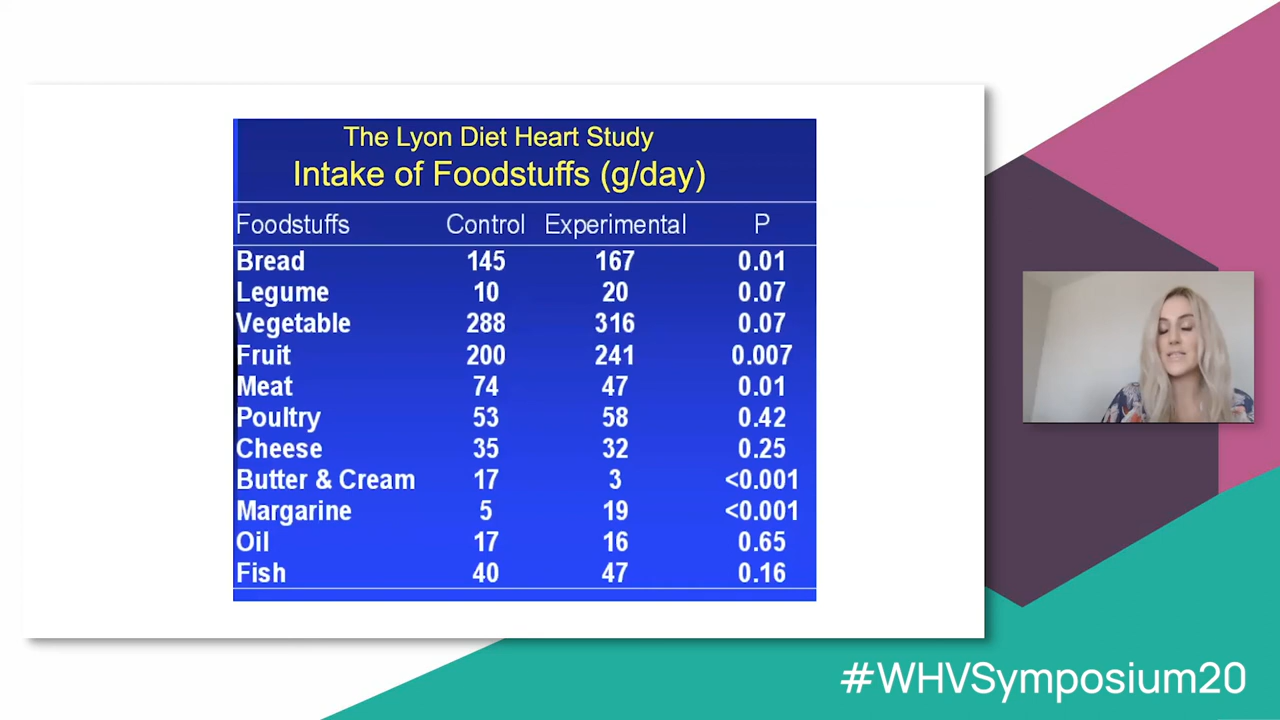 The Lyon Diet Heart Study
Intake of Foodstuffs (g/day)
Foodstuffs Control Experimental P
Bread 145 167 0.01
Legume 10 20 0.07
Vegetable 288 316 0.07
Fruit 200 241 0.007
Meat 74 47 0.01
Poultry 53 58 0.42
Cheese 35 32 0.25
Butter & Cream 17 3 <0.001
Margarine 5 19 <0.001
Oil 17 16 0.65
Fish 40 47 0.16
#WHVSymposium20